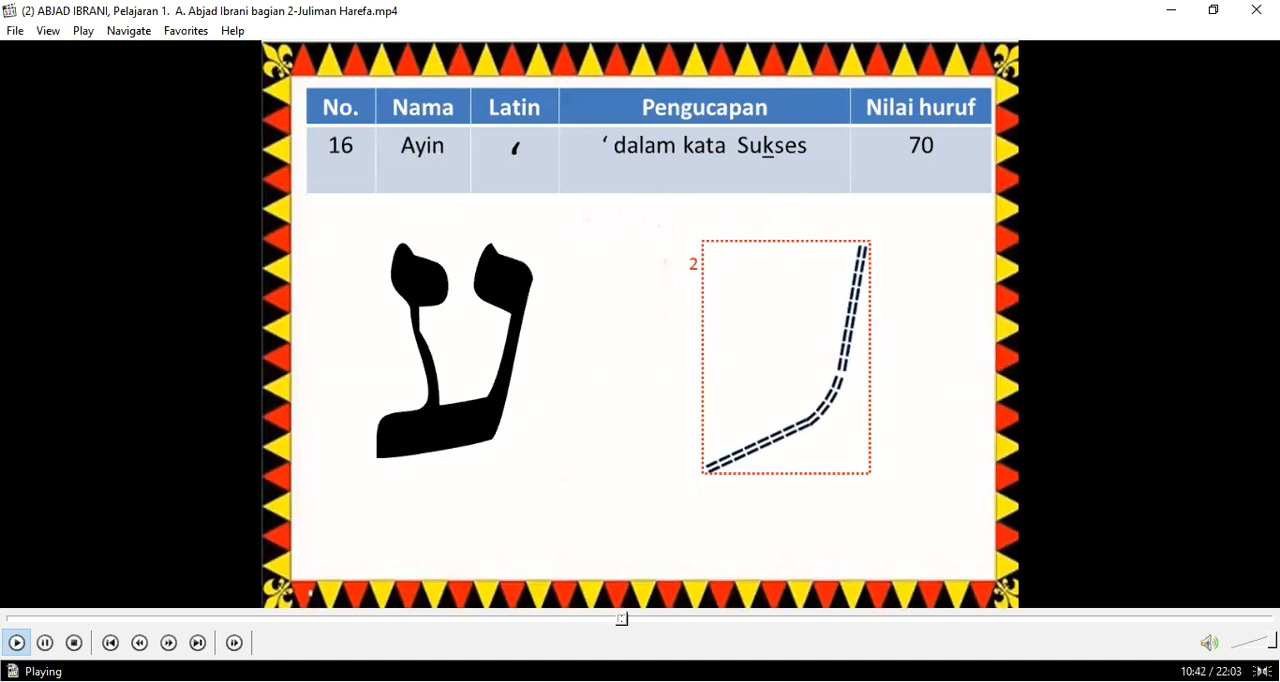 (2) ABJAD IBRANI, Pelajaran 1. A. Abjad Ibrani bagian 2-Juliman Harefa.mp4
File View Play Navigate Favorites Help
No. Nama Latin Pengucapan Nilai huruf
16 Ayin ʻ ‘ dalam kata Sukses 70
2
ע
Playing 10:42 / 22:03